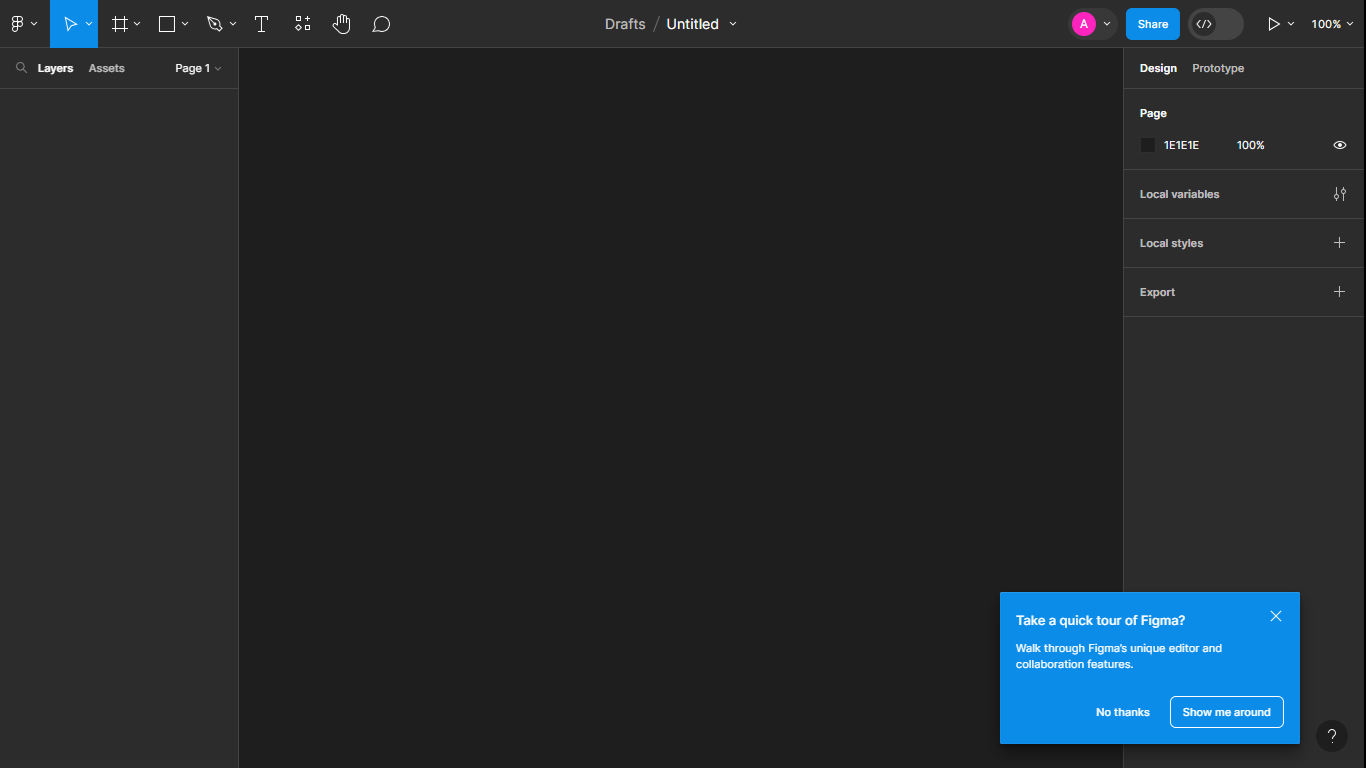 Drafts / Untitled
A
Share
100%
Layers Assets Page 1
Design Prototype
Page
1E1E1E 100%
Local variables
Local styles
Export
Take a quick tour of Figma?
Walk through Figma's unique editor and
collaboration features.
No thanks Show me around
?